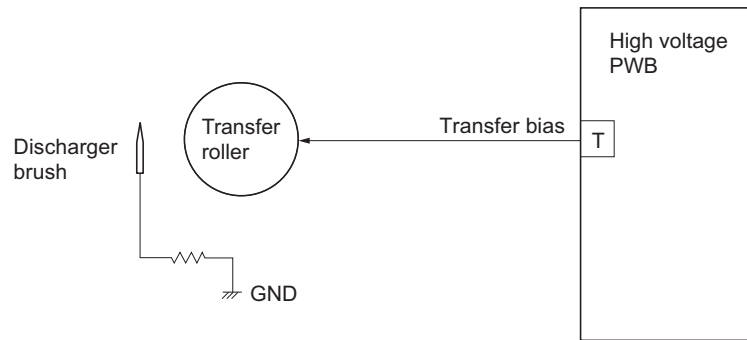 High voltage
PWB
Transfer bias
T
Transfer
roller
Discharger
brush
GND